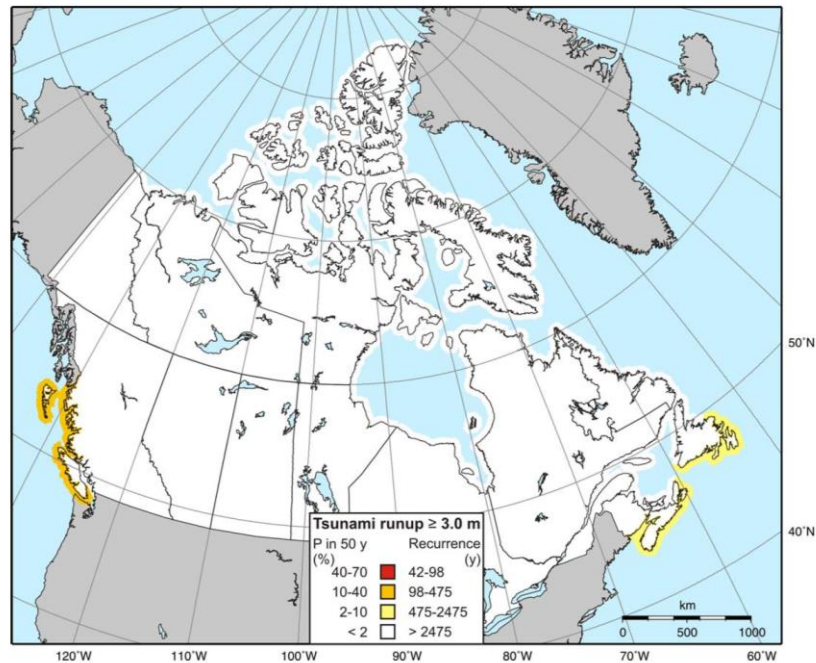 50˚N
40˚N
Tsunami runup ≥ 3.0 m
P in 50 y Recurrence
(%) (y)
40-70 42-98
10-40 98-475
2-10 475-2475
< 2 > 2475
km
0 500 1000
120˚W 110˚W 100˚W 90˚W 80˚W 70˚W 60˚W